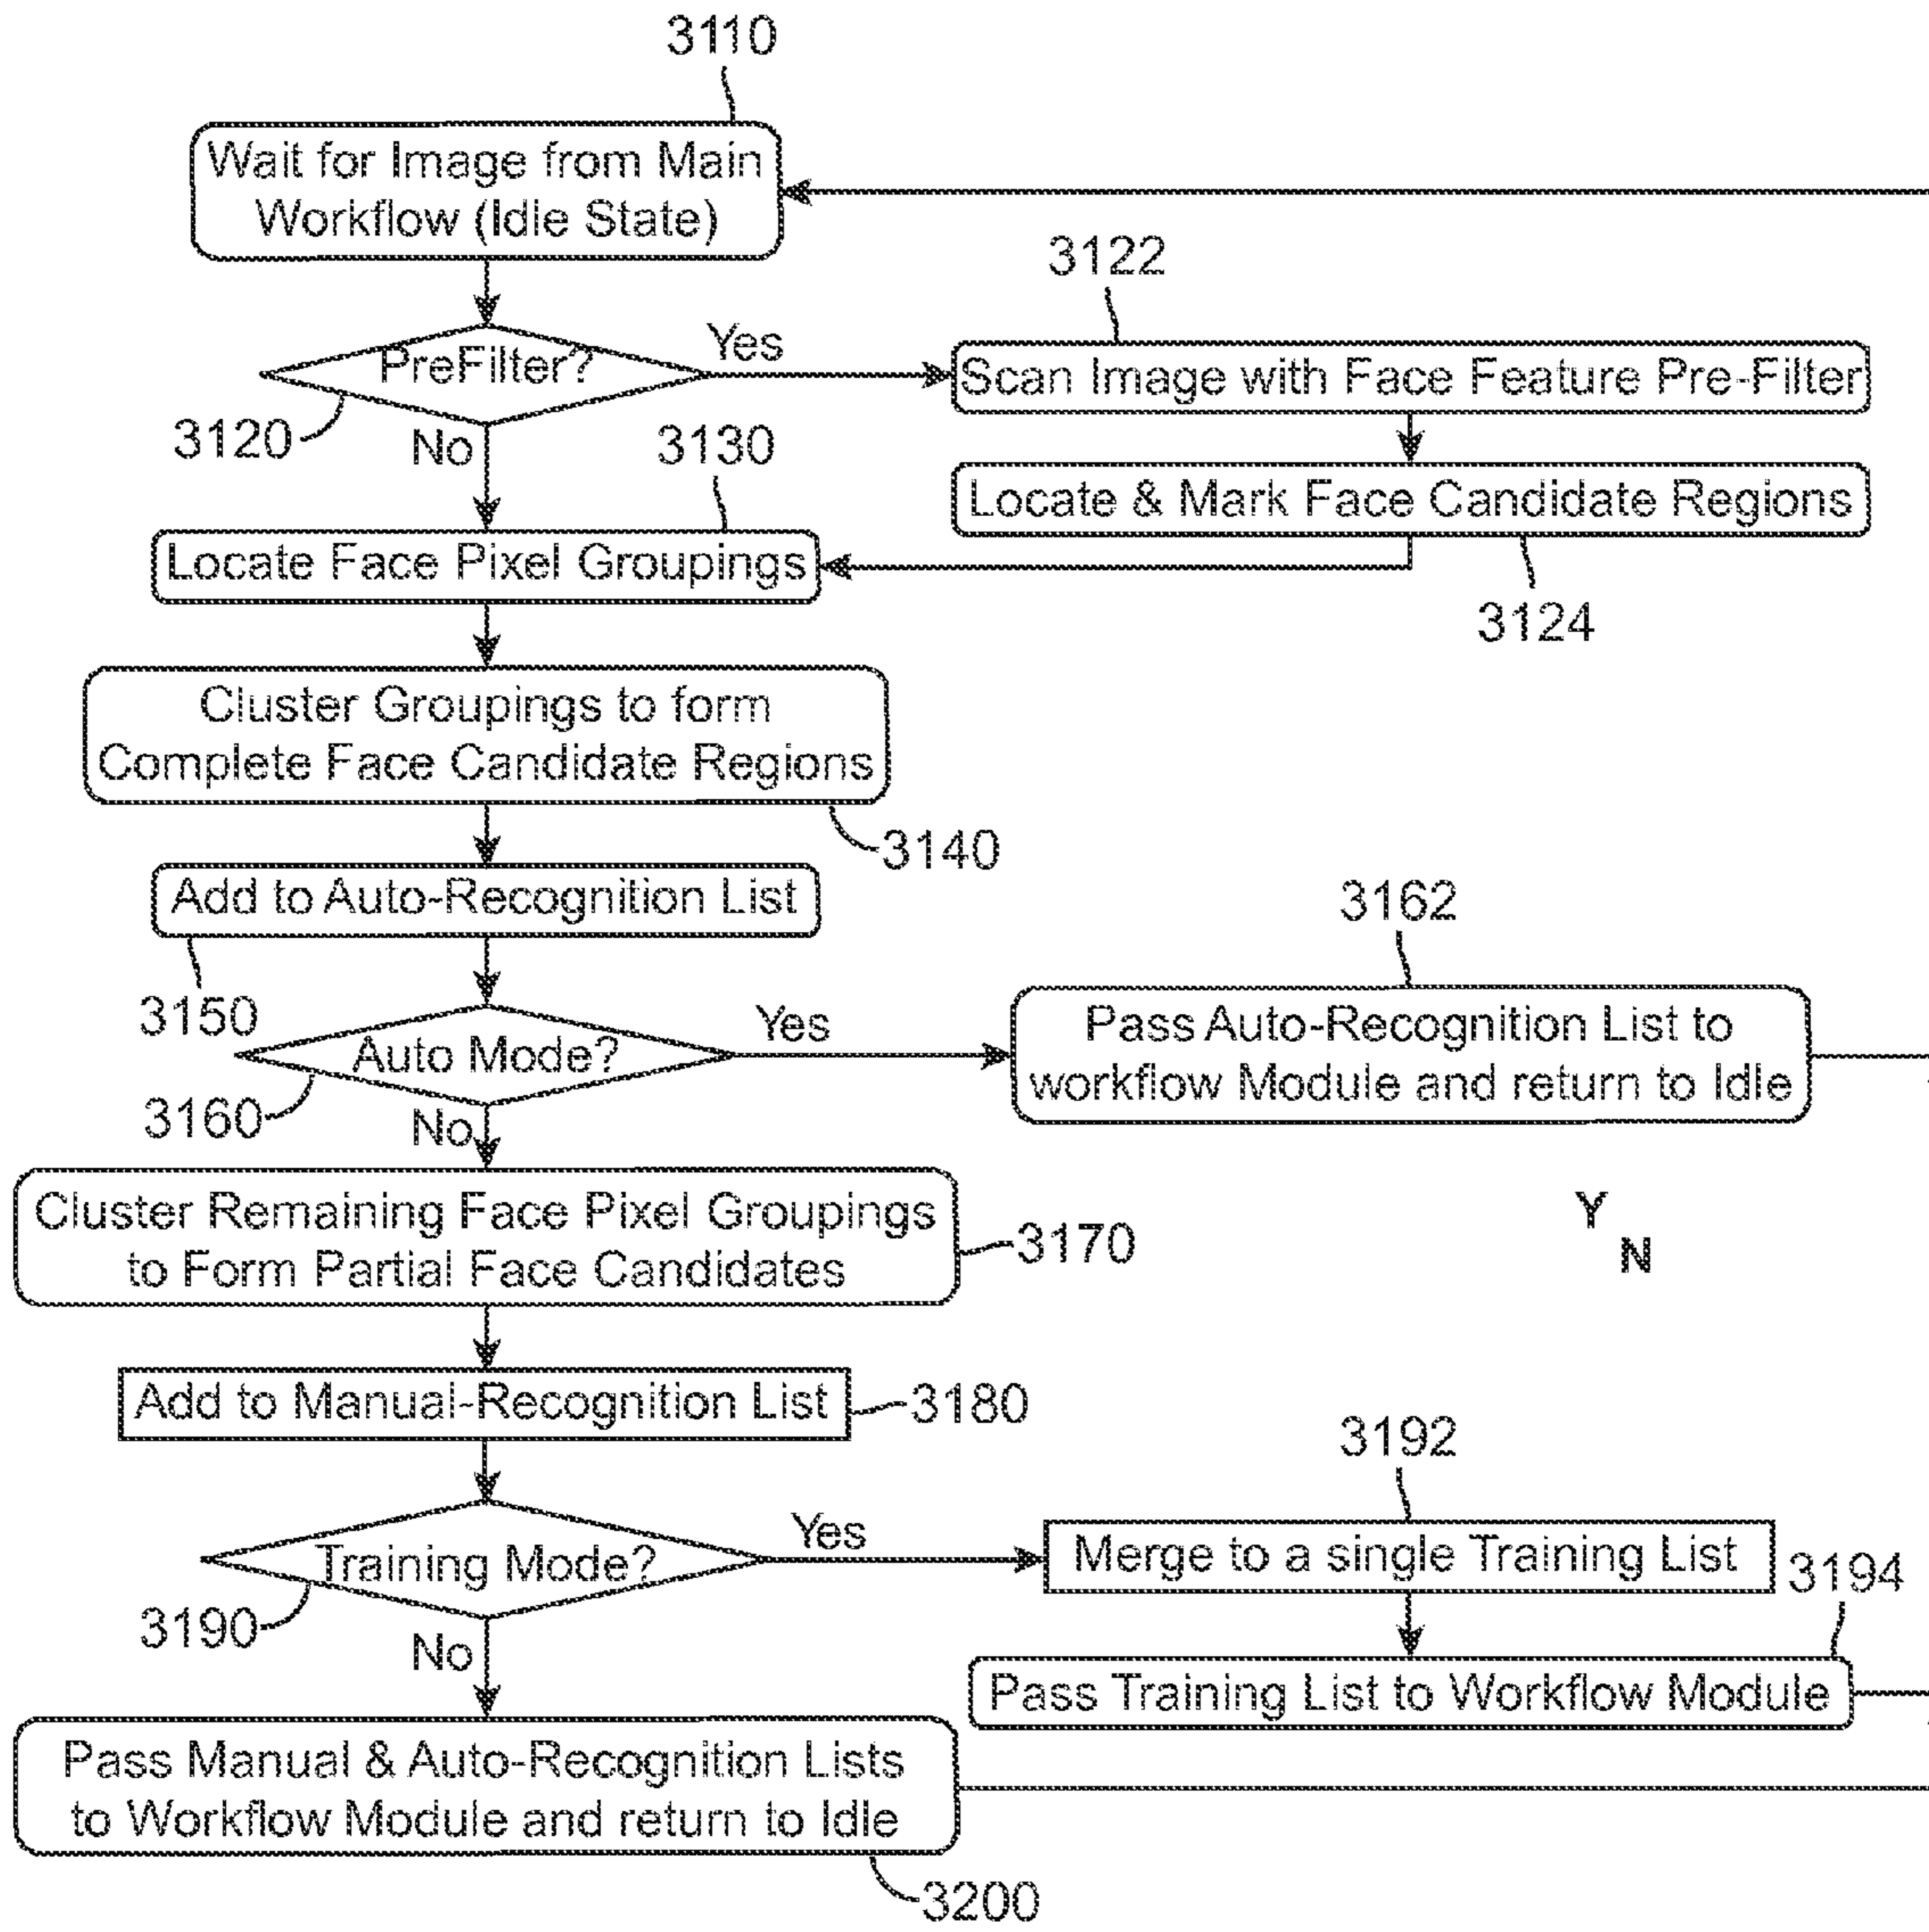 3110
Wait for Image from Main
Workflow (Idle State)
3122
PreFilter?
Yes
Scan Image with Face Feature Pre-Filter
3120
No
3130
Locate & Mark Face Candidate Regions
Locate Face Pixel Groupings
3124
Cluster Groupings to form
Complete Face Candidate Regions
3140
Add to Auto-Recognition List
3162
3150
Auto Mode?
Yes
Pass Auto-Recognition List to
workflow Module and return to Idle
3160
No
Cluster Remaining Face Pixel Groupings
to Form Partial Face Candidates
3170
Y
N
Add to Manual-Recognition List
3180
3192
Training Mode?
Yes
Merge to a single Training List
3194
3190
No
Pass Training List to Workflow Module
Pass Manual & Auto-Recognition Lists
to Workflow Module and return to Idle
3200